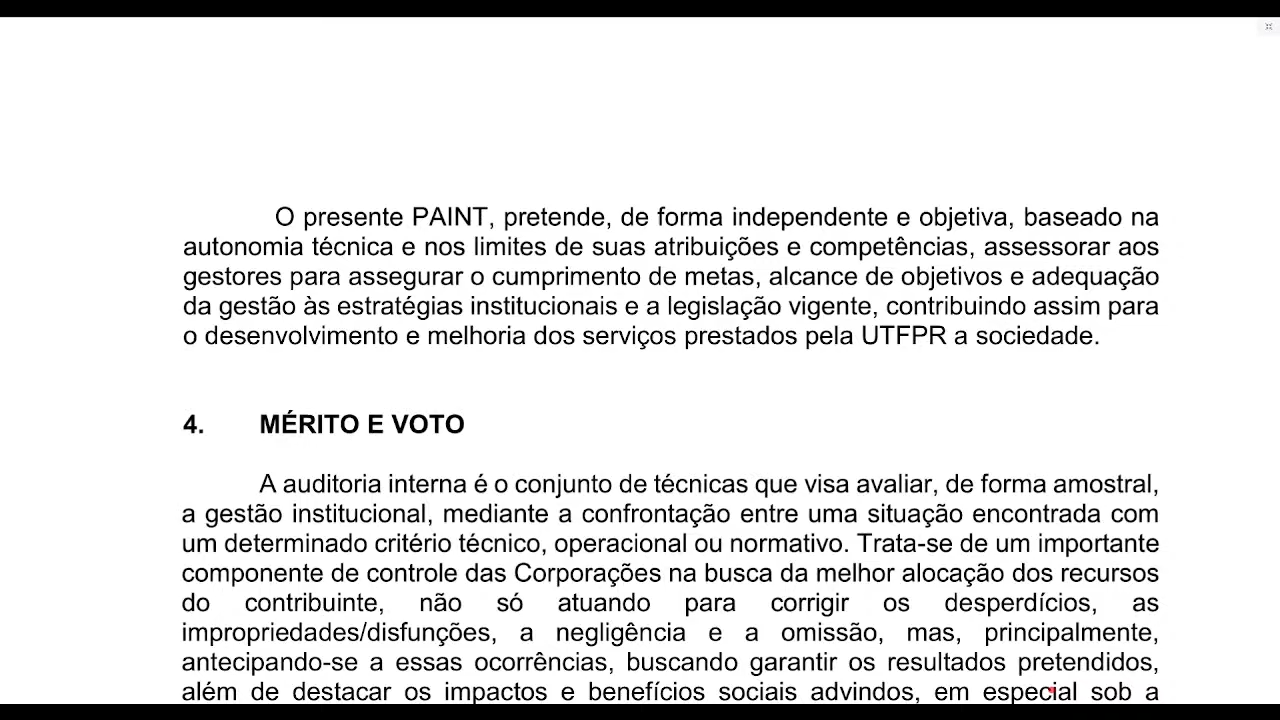 O presente PAINT, pretende, de forma independente e objetiva, baseado na
autonomia técnica e nos limites de suas atribuições e competências, assessorar aos
gestores para assegurar o cumprimento de metas, alcance de objetivos e adequação
da gestão às estratégias institucionais e a legislação vigente, contribuindo assim para
o desenvolvimento e melhoria dos serviços prestados pela UTFPR a sociedade.
4. MÉRITO E VOTO
A auditoria interna é o conjunto de técnicas que visa avaliar, de forma amostral,
a gestão institucional, mediante a confrontação entre uma situação encontrada com
um determinado critério técnico, operacional ou normativo. Trata-se de um importante
componente de controle das Corporações na busca da melhor alocação dos recursos
do contribuinte, não só atuando para corrigir os desperdícios, as
impropriedades/disfunções, a negligência e a omissão, mas, principalmente,
antecipando-se a essas ocorrências, buscando garantir os resultados pretendidos,
além de destacar os impactos e benefícios sociais advindos, em especial sob a